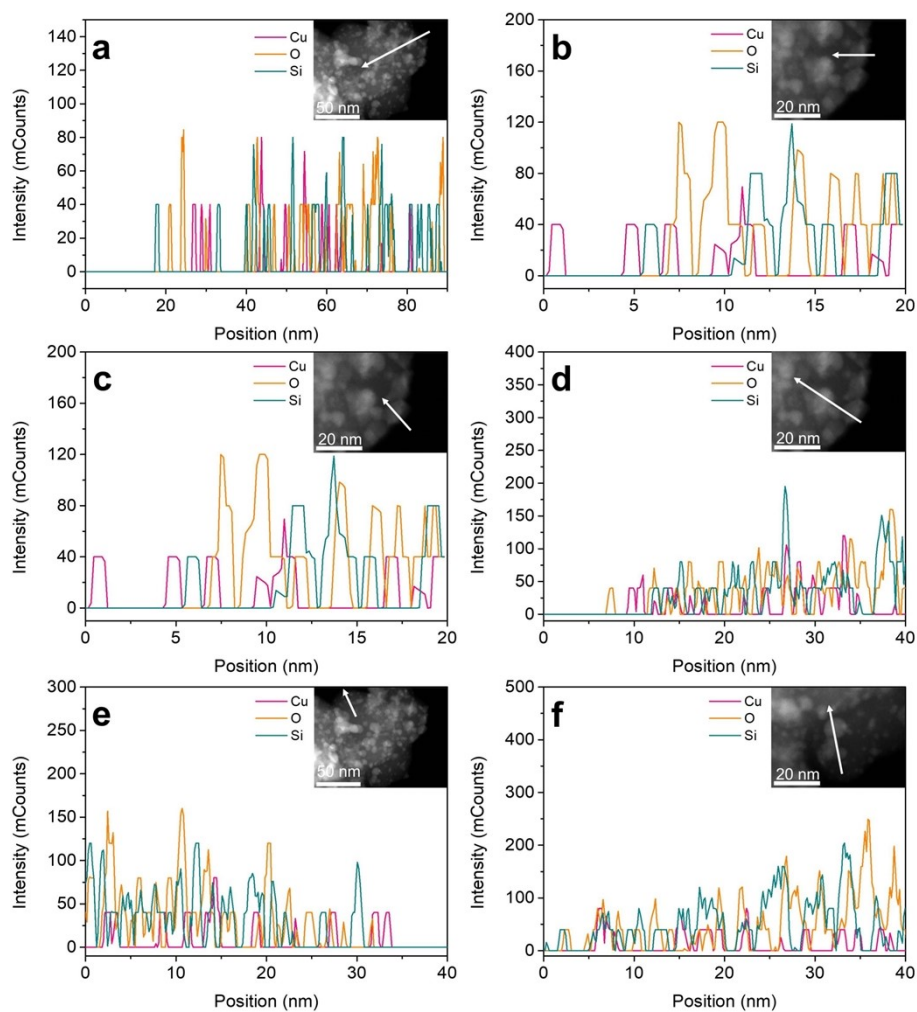 a
Cu
O
Si
50 nm
Intensity (mCounts)
150
140
120
100
80
60
40
20
0
0 20 40 60 80
Position (nm)
b
Cu
O
Si
20 nm
Intensity (mCounts)
200
160
120
80
40
0
0 5 10 15 20
Position (nm)
c
Cu
O
Si
20 nm
Intensity (mCounts)
200
160
120
80
40
0
0 5 10 15 20
Position (nm)
d
Cu
O
Si
20 nm
Intensity (mCounts)
400
350
300
250
200
150
100
50
0
0 10 20 30 40
Position (nm)
e
Cu
O
Si
50 nm
Intensity (mCounts)
300
250
200
150
100
50
0
0 10 20 30 40
Position (nm)
f
Cu
O
Si
20 nm
Intensity (mCounts)
500
400
300
200
100
0
0 10 20 30 40
Position (nm)